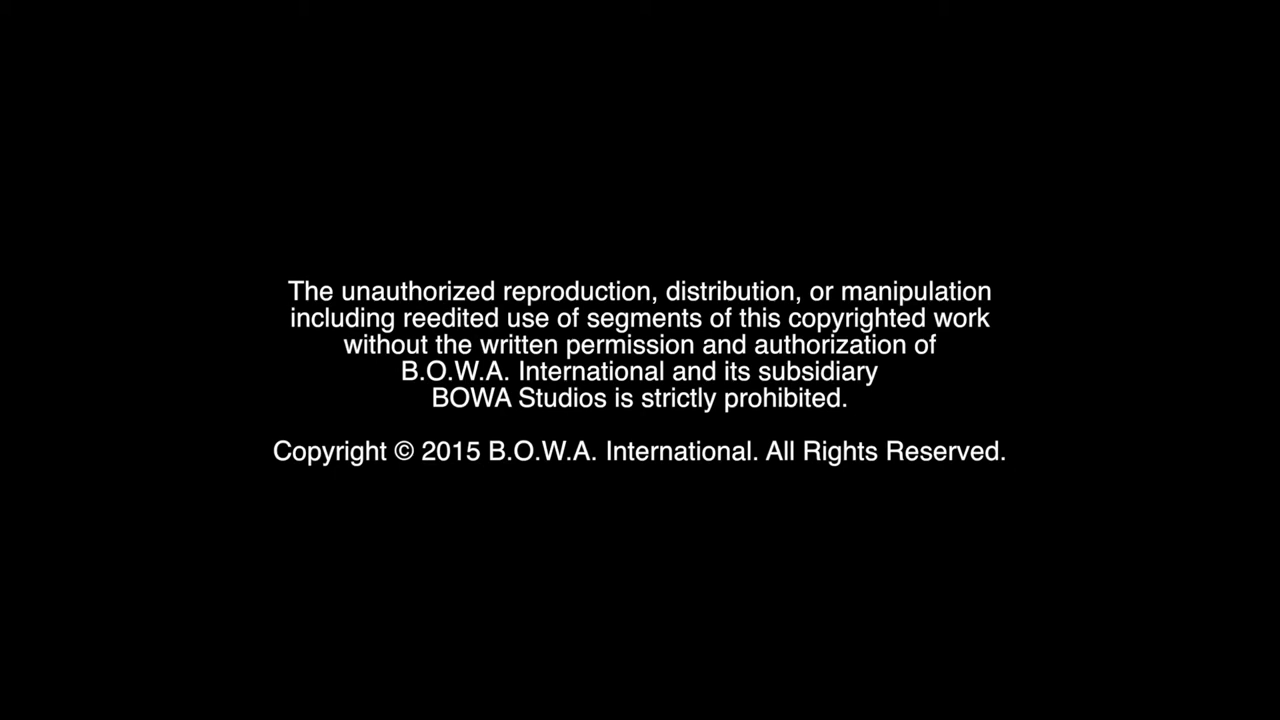 The unauthorized reproduction, distribution, or manipulation
including reedited use of segments of this copyrighted work
without the written permission and authorization of
B.O.W.A. International and its subsidiary
BOWA Studios is strictly prohibited.
Copyright © 2015 B.O.W.A. International. All Rights Reserved.